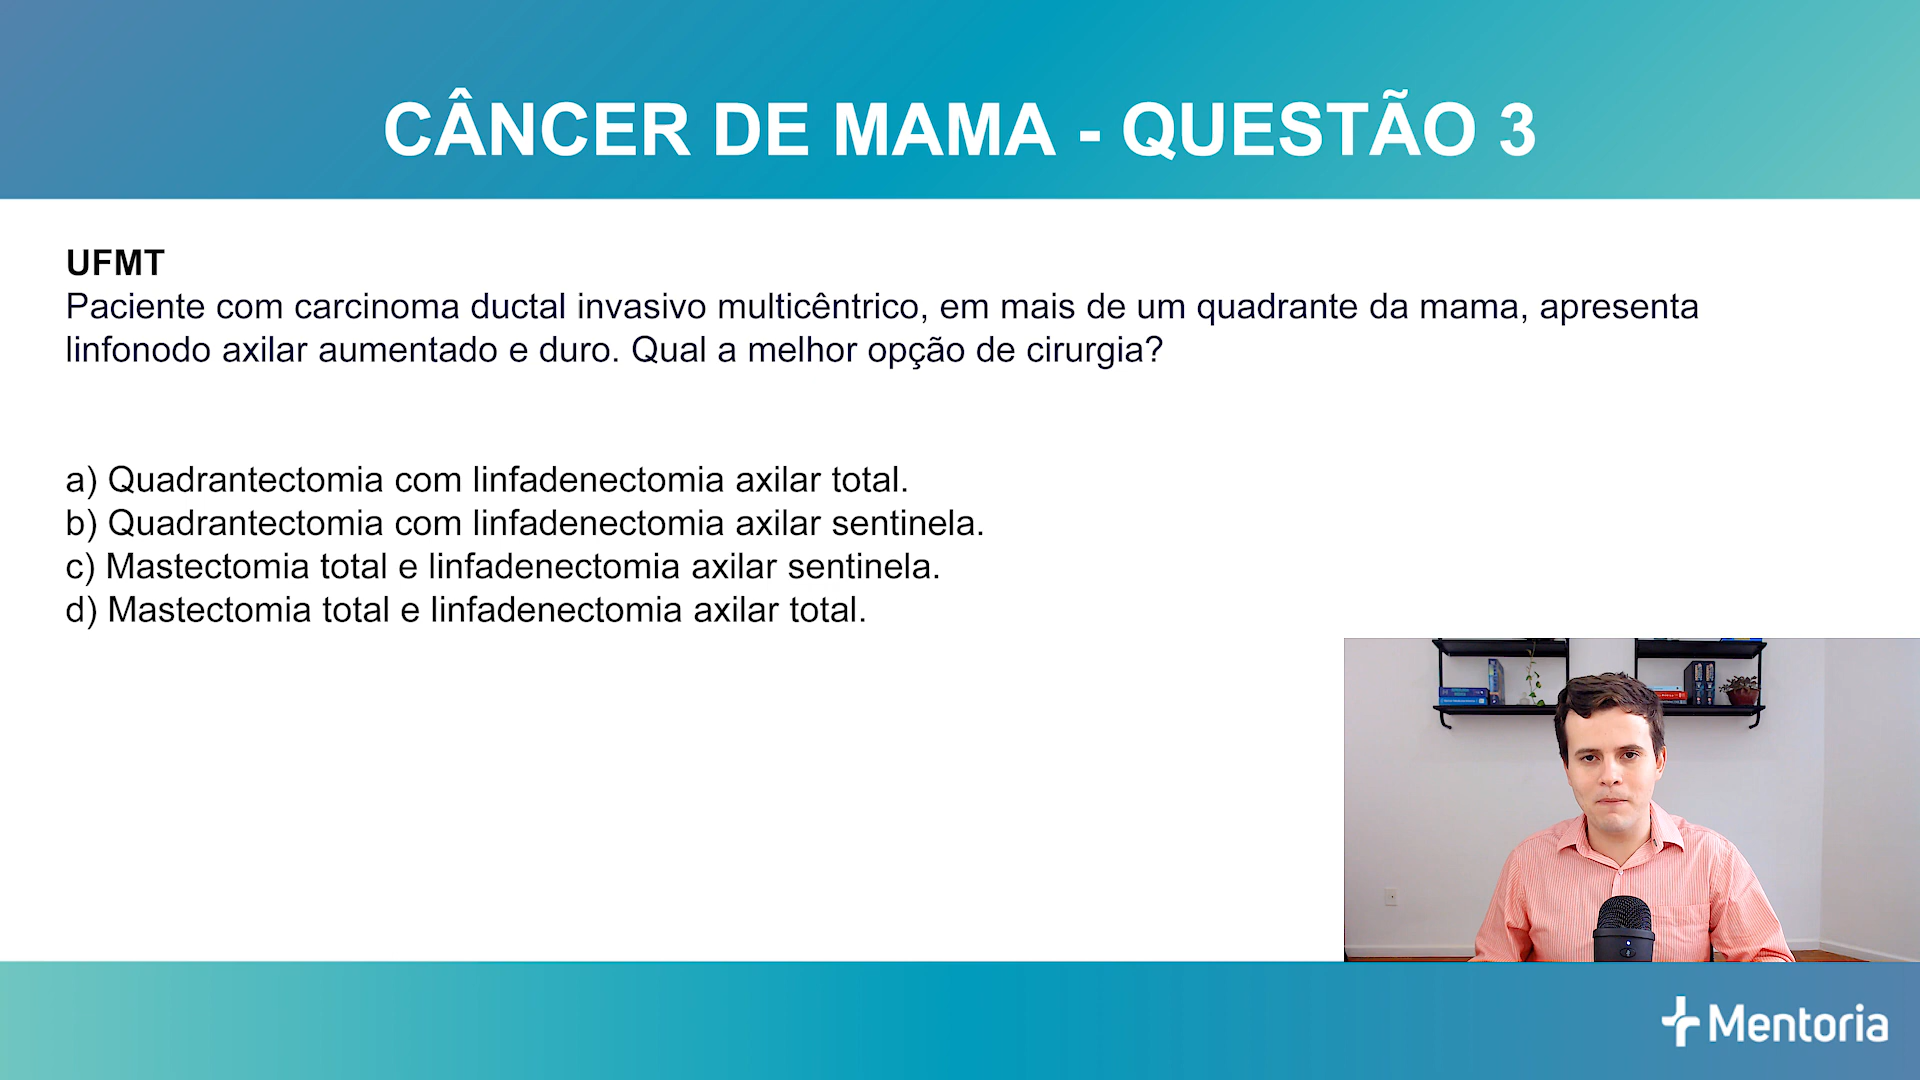 CÂNCER DE MAMA - QUESTÃO 3
UFMT
Paciente com carcinoma ductal invasivo multicêntrico, em mais de um quadrante da mama, apresenta
linfonodo axilar aumentado e duro. Qual a melhor opção de cirurgia?
a) Quadrantectomia com linfadenectomia axilar total.
b) Quadrantectomia com linfadenectomia axilar sentinela.
c) Mastectomia total e linfadenectomia axilar sentinela.
d) Mastectomia total e linfadenectomia axilar total.
Mentoria